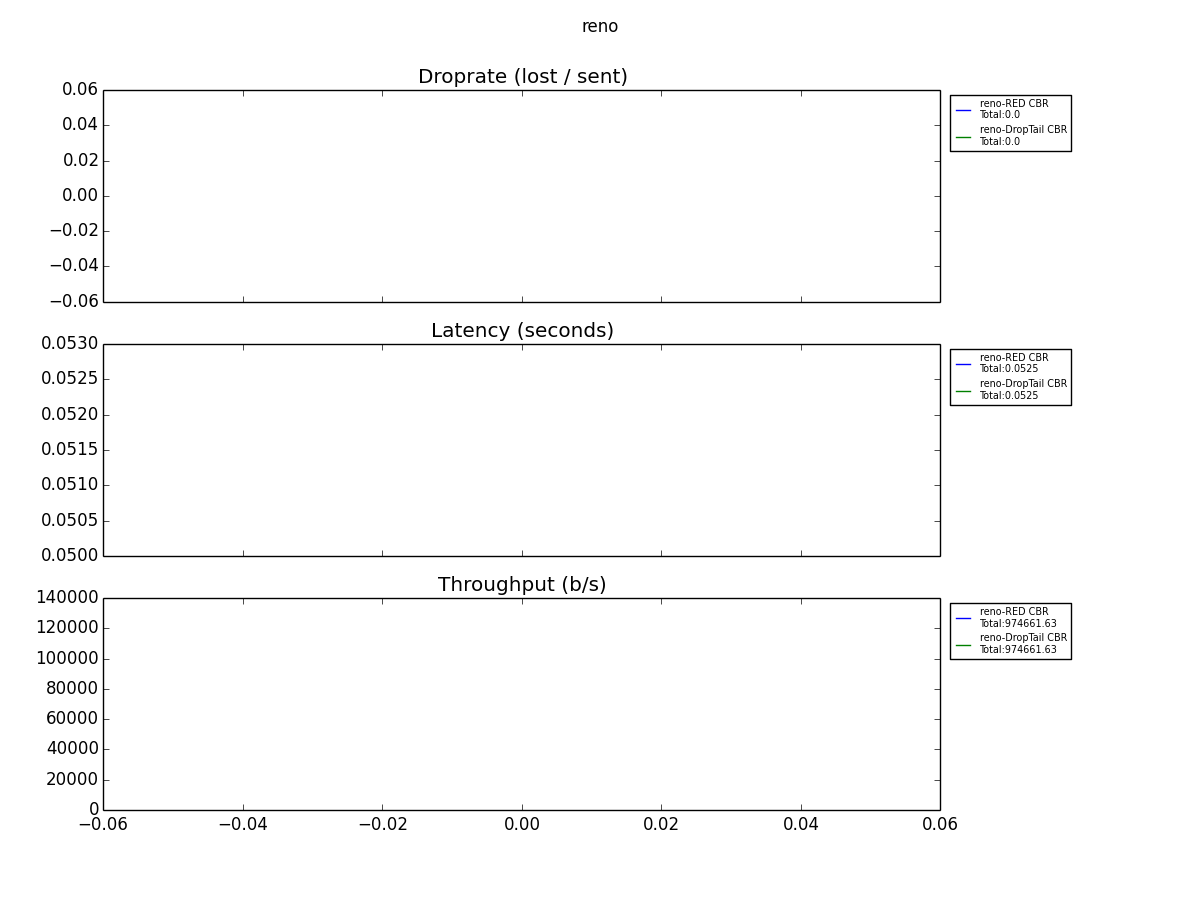 reno
Droprate (lost / sent)
0.06
0.04
0.02
0.00
−0.02
−0.04
−0.06
reno-RED CBR
Total:0.0
reno-DropTail CBR
Total:0.0
Latency (seconds)
0.0530
0.0525
0.0520
0.0515
0.0510
0.0505
0.0500
reno-RED CBR
Total:0.0525
reno-DropTail CBR
Total:0.0525
Throughput (b/s)
140000
120000
100000
80000
60000
40000
20000
0
reno-RED CBR
Total:974661.63
reno-DropTail CBR
Total:974661.63
−0.06 −0.04 −0.02 0.00 0.02 0.04 0.06